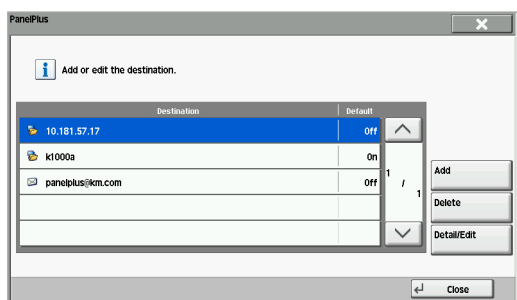 PanelPlus
Add or edit the destination.
Destination Default
10.181.57.17 Off
k1000a On
panelplus@km.com Off
1 / 1
Add
Delete
Detail/Edit
Close